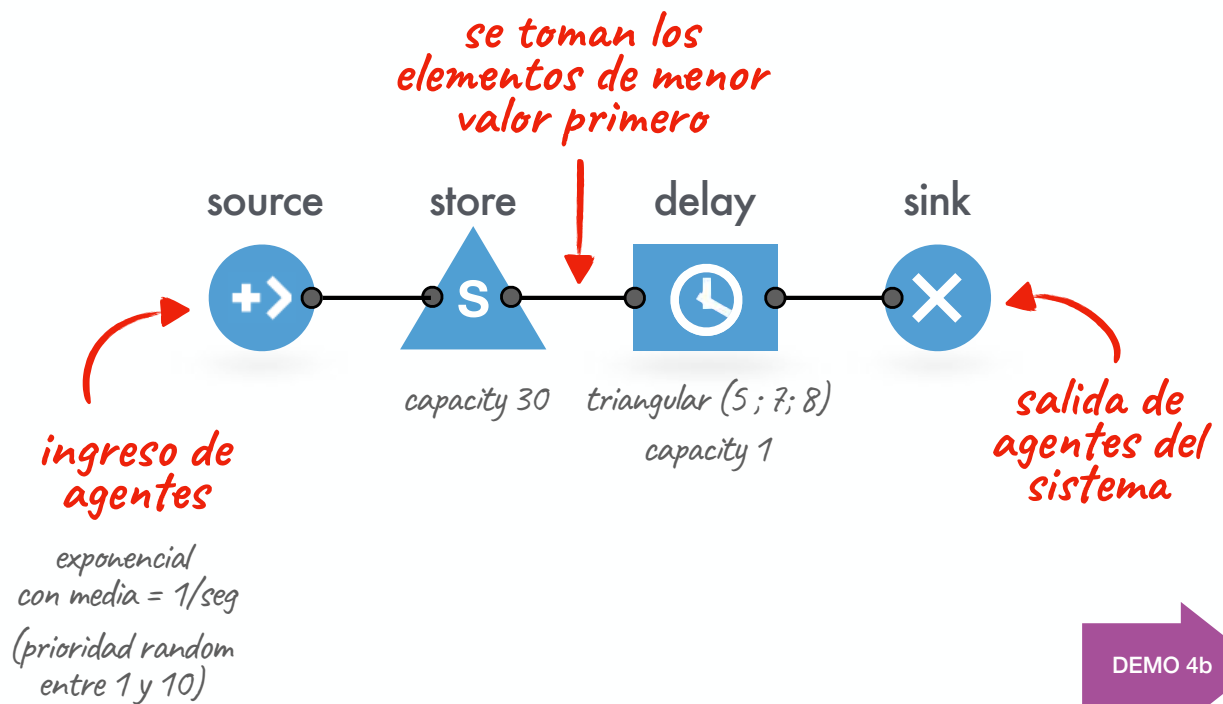 se toman los
elementos de menor
valor primero
source
store
delay
sink
S
capacity 30
triangular (5 ; 7; 8)
capacity 1
ingreso de
agentes
exponencial
con media = 1/seg
(prioridad random
entre 1 y 10)
salida de
agentes del
sistema
DEMO 4b